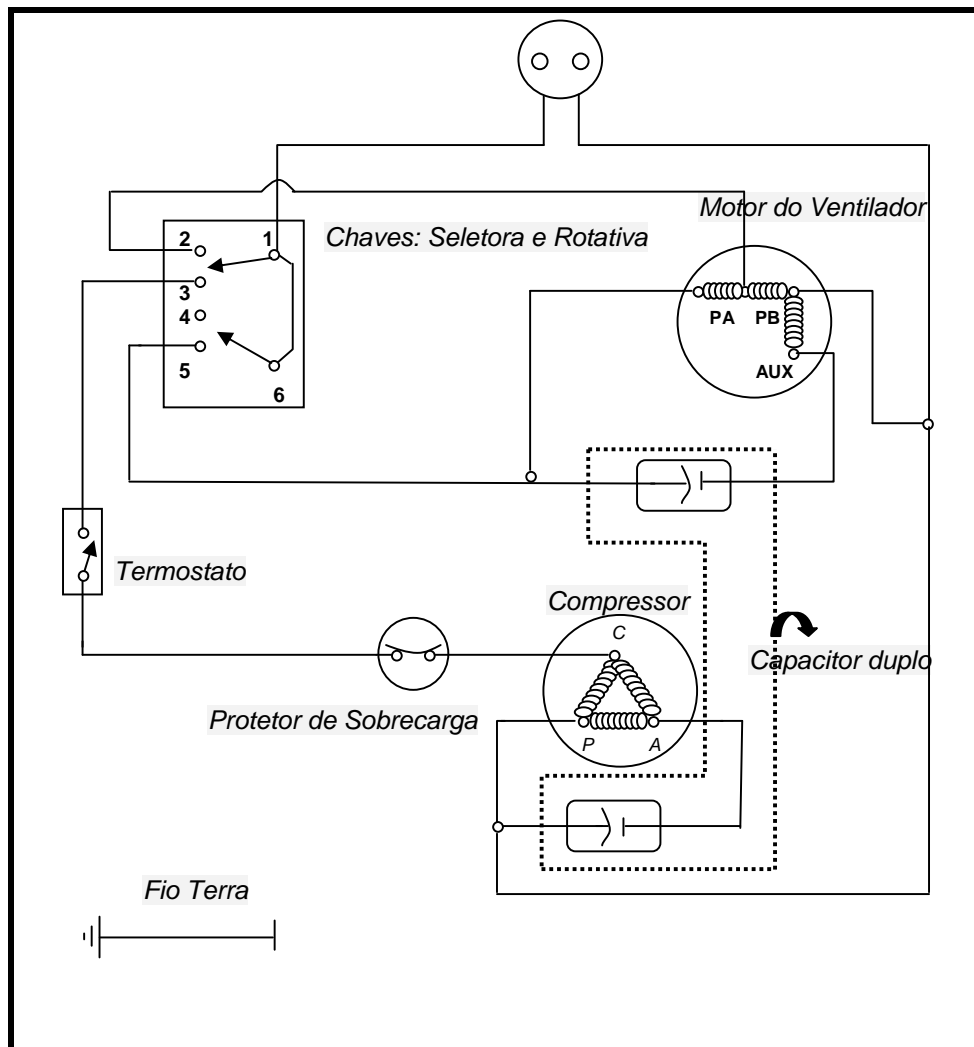 Motor do Ventilador
2 1 Chaves: Seletora e Rotativa
3
4
5
6
PA PB
AUX
Termostato
Compressor
C
Capacitor duplo
Protetor de Sobrecarga
P A
Fio Terra